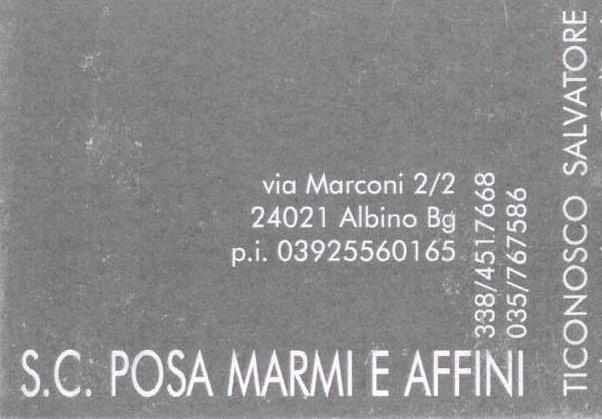 via Marconi 2/2
24021 Albino Bg
p.i. 03925560165
338/4517668
035/767586
S.C. POSA MARMI E AFFINI
TICONOSCO SALVATORE